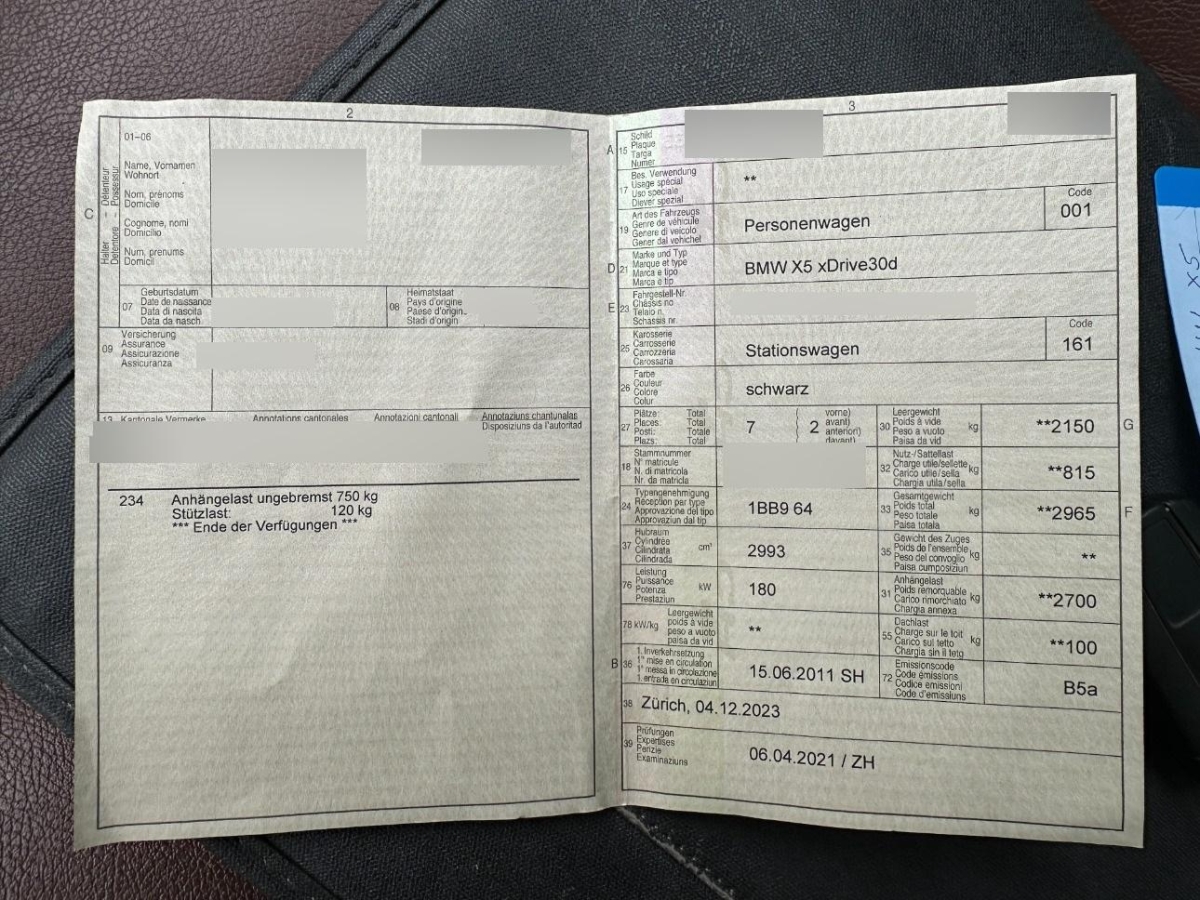 2
01-06
C
Halter - Détenteur
Detentore - Possessur
Name, Vornamen
Wohnort
Nom, prénoms
Domicile
Cognome, nomi
Domicilio
Num, prenums
Domicil
07
Geburtsdatum
Date de naissance
Data di nascita
Data da nasch.
08
Heimatstaat
Pays d'origine
Paese d'origin.
Stadi d'origin
09
Versicherung
Assurance
Assicurazione
Assicuranza
13 Kantonale Vermerke Annotations cantonales Annotazioni cantonali Annotaziuns chantunalas
Disposiziuns da l'autoritad
234 Anhängelast ungebremst 750 kg
Stützlast: 120 kg
*** Ende der Verfügungen ***
3
A 15
Schild
Plaque
Targa
Numer
17
Bes. Verwendung
Usage spécial
Uso speciale
Diever spezial
**
19
Art des Fahrzeugs
Genre de véhicule
Genere di veicolo
Gener dal vehichel
Personenwagen
Code
001
D 21
Marke und Typ
Marque et type
Marca e tipo
Marca e tip
BMW X5 xDrive30d
E 23
Fahrgestell-Nr.
Châssis no
Telaio n.
Schassis nr.
25
Karosserie
Carrosserie
Carrozzeria
Carossaria
Stationswagen
Code
161
26
Farbe
Couleur
Colore
Colur
schwarz
27
Plätze: Total
Places: Total
Posti: Totale
Plazs: Total
7
2
vorne)
avant)
anteriori)
davant)
30
Leergewicht
Poids à vide
Peso a vuoto
Paisa da vid
kg
**2150
G
18
Stammnummer
N° matricule
N. di matricola
Nr. da matricla
32
Nutz-/Sattellast
Charge utile/sellette
Carico utile/sella
Chargia utila/sella
kg
**815
24
Typengenehmigung
Réception par type
Approvazione del tipo
Approvaziun dal tip
1BB9 64
33
Gesamtgewicht
Poids total
Peso totale
Paisa totala
kg
**2965
F
37
Hubraum
Cylindrée
Cilindrata
Cilindrada
cm³
2993
35
Gewicht des Zuges
Poids de l'ensemble
Peso del convoglio
Paisa cumposiziun
kg
**
76
Leistung
Puissance
Potenza
Prestaziun
kW
180
31
Anhängelast
Poids remorquable
Carico rimorchiato
Chargia annexa
kg
**2700
78 kW/kg
Leergewicht
poids à vide
peso a vuoto
paisa da vid
**
55
Dachlast
Charge sur le toit
Carico sul tetto
Chargia sin il tetg
kg
**100
B 36
1. Inverkehrsetzung
1re mise en circulation
1a messa in circolazione
1. entrada en circulaziun
15.06.2011 SH
72
Emissionscode
Code émissions
Codice emissioni
Code d'emissiuns
B5a
38 Zürich, 04.12.2023
39
Prüfungen
Expertises
Perizie
Examinaziuns
06.04.2021 / ZH
X5